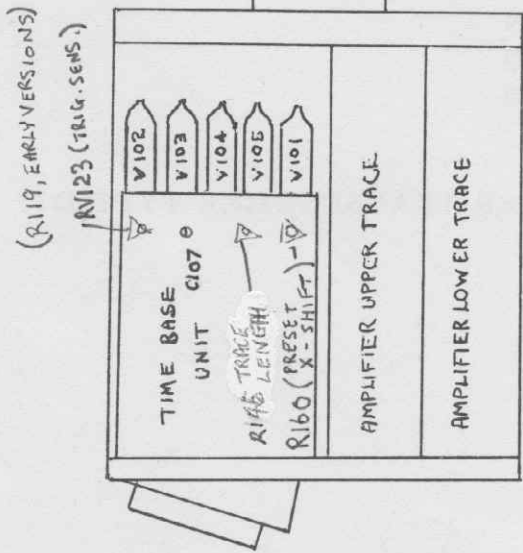 (R119, EARLY VERSIONS)
RV123 (TRIG. SENS.)
V102
V103
V104
V105
V101
TIME BASE
UNIT
C107
TRACE
LENGTH
R160 (PRESET
X-SHIFT)
AMPLIFIER UPPER TRACE
AMPLIFIER LOWER TRACE